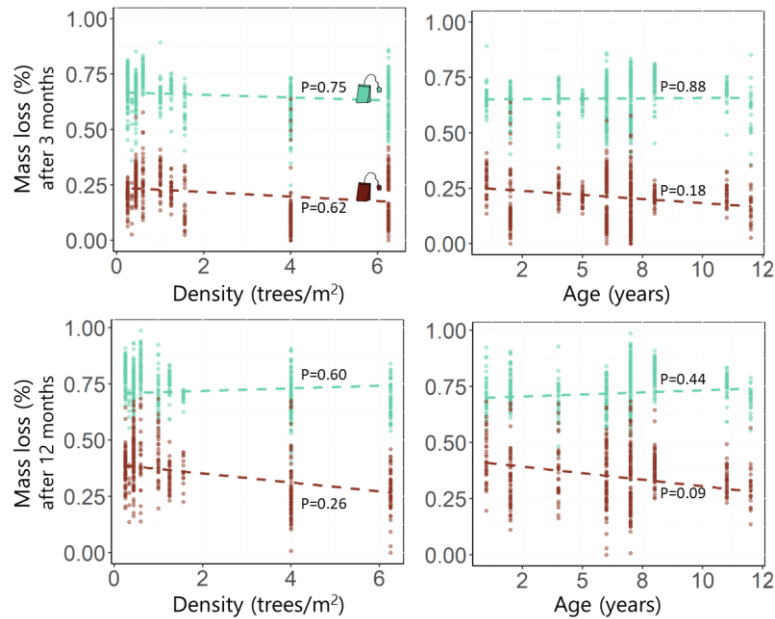 Mass loss (%)
after 3 months
1.00
0.75
0.50
0.25
0.00
P=0.75
P=0.62
0
2
4
6
Density (trees/m²)
1.00
0.75
0.50
0.25
0.00
P=0.88
P=0.18
2
5
8
10
12
Age (years)
Mass loss (%)
after 12 months
1.00
0.75
0.50
0.25
0.00
P=0.60
P=0.26
0
2
4
6
Density (trees/m²)
1.00
0.75
0.50
0.25
0.00
P=0.44
P=0.09
2
5
8
10
12
Age (years)